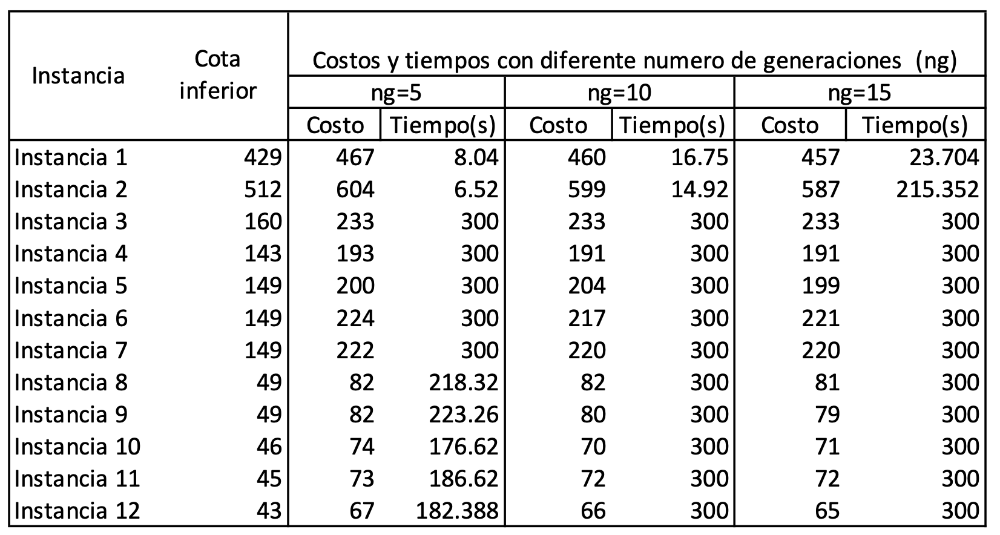 Instancia Cota inferior Costos y tiempos con diferente numero de generaciones (ng)
ng=5 ng=10 ng=15
Costo Tiempo(s) Costo Tiempo(s) Costo Tiempo(s)
Instancia 1 429 467 8.04 460 16.75 457 23.704
Instancia 2 512 604 6.52 599 14.92 587 215.352
Instancia 3 160 233 300 233 300 233 300
Instancia 4 143 193 300 191 300 191 300
Instancia 5 149 200 300 204 300 199 300
Instancia 6 149 224 300 217 300 221 300
Instancia 7 149 222 300 220 300 220 300
Instancia 8 49 82 218.32 82 300 81 300
Instancia 9 49 82 223.26 80 300 79 300
Instancia 10 46 74 176.62 70 300 71 300
Instancia 11 45 73 186.62 72 300 72 300
Instancia 12 43 67 182.388 66 300 65 300